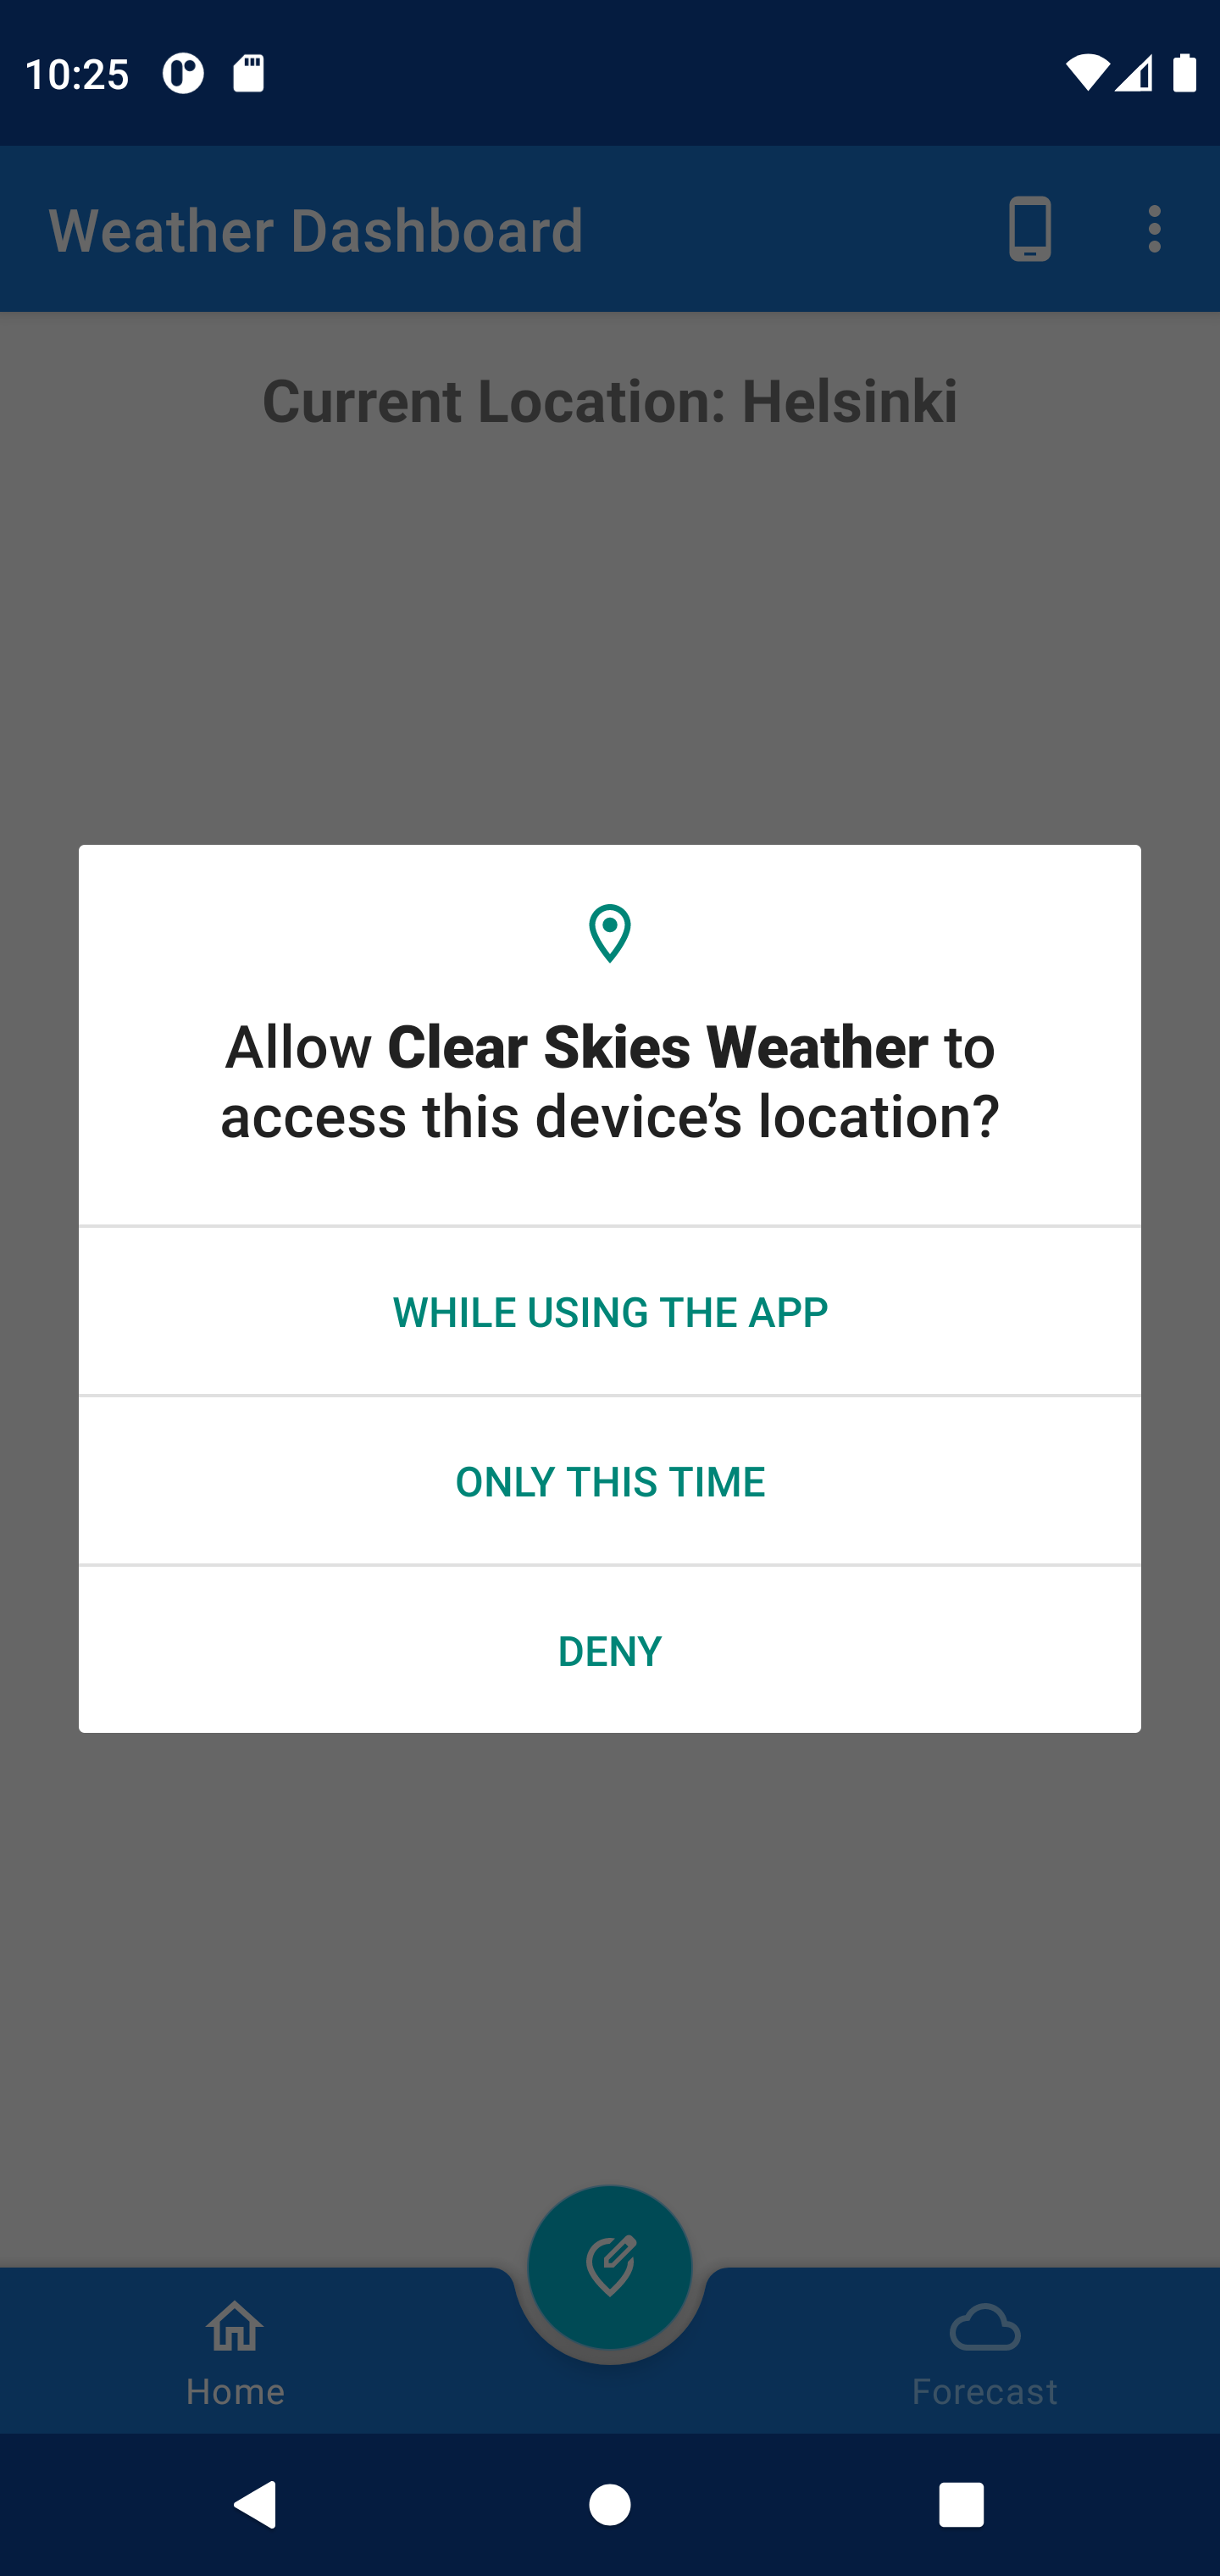 10:25
Weather Dashboard
Current Location: Helsinki
Allow Clear Skies Weather to
access this device’s location?
WHILE USING THE APP
ONLY THIS TIME
DENY
Home
Forecast